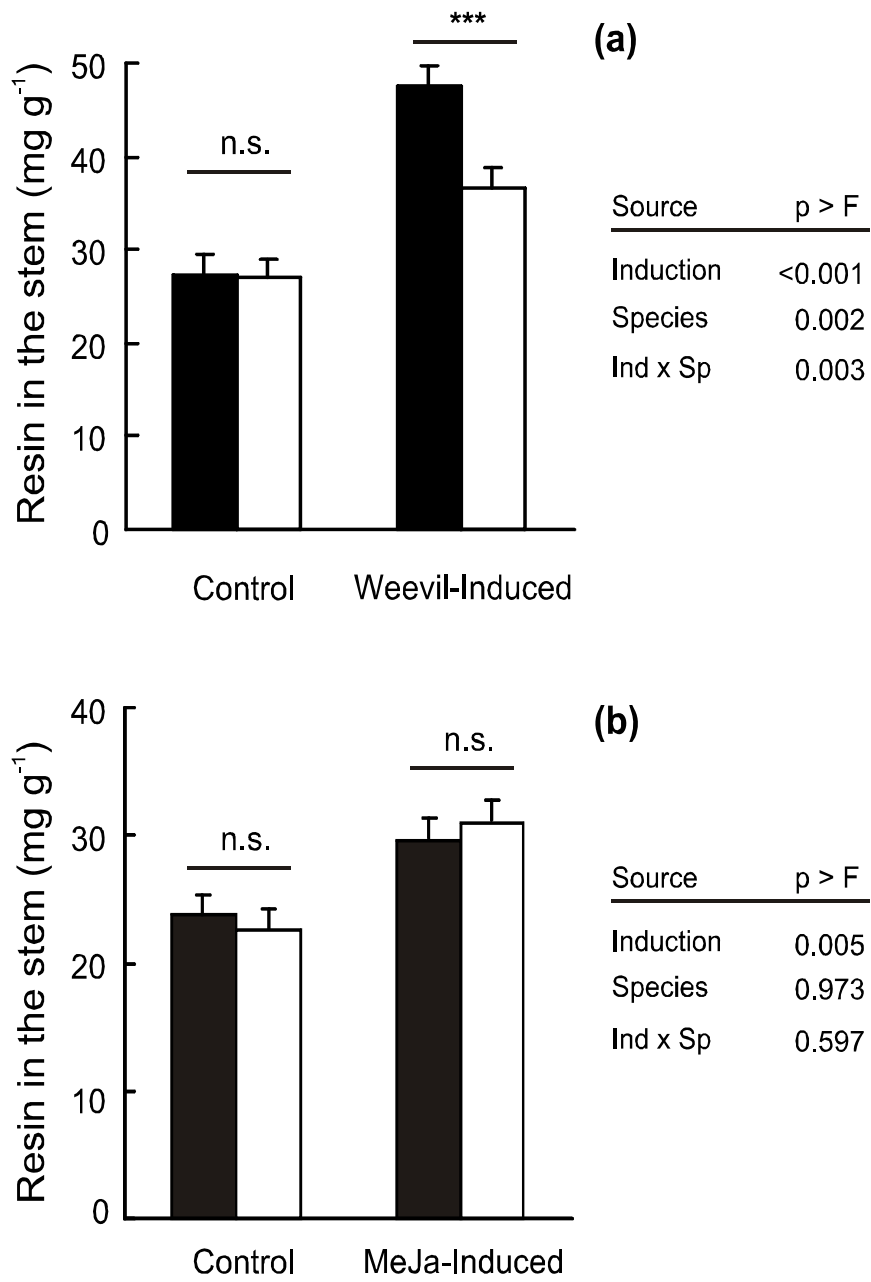 ***
(a)
50
n.s.
40
Source p > F
30
Induction <0.001
Species 0.002
20
Ind x Sp 0.003
10
0
Resin in the stem (mg g⁻¹)
Control Weevil-Induced
40
(b)
n.s.
n.s.
30
Source p > F
Induction 0.005
20
Species 0.973
Ind x Sp 0.597
10
0
Resin in the stem (mg g⁻¹)
Control MeJa-Induced